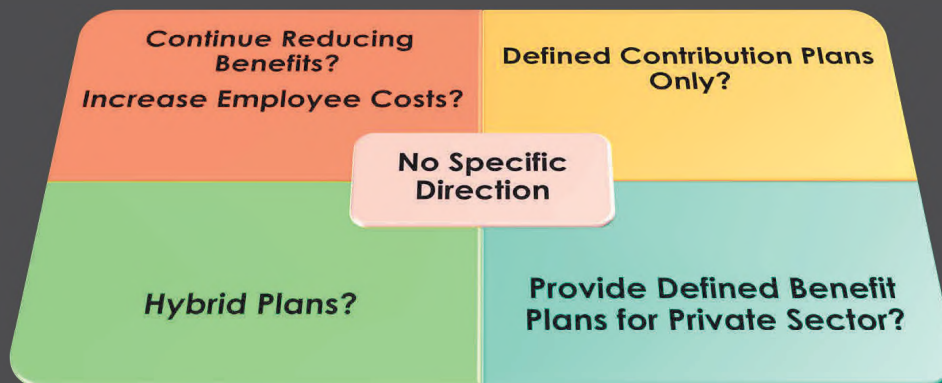 Continue Reducing
Benefits?
Increase Employee Costs?
Defined Contribution Plans
Only?
No Specific
Direction
Hybrid Plans?
Provide Defined Benefit
Plans for Private Sector?